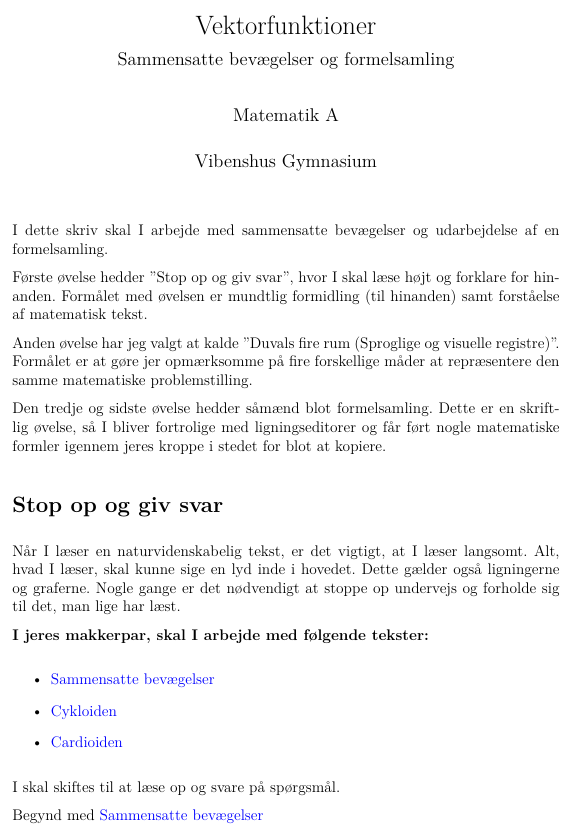 Vektorfunktioner
Sammensatte bevægelser og formelsamling
Matematik A
Vibenshus Gymnasium
I dette skriv skal I arbejde med sammensatte bevægelser og udarbejdelse af en
formelsamling.
Første øvelse hedder ”Stop op og giv svar”, hvor I skal læse højt og forklare for hin-
anden. Formålet med øvelsen er mundtlig formidling (til hinanden) samt forståelse
af matematisk tekst.
Anden øvelse har jeg valgt at kalde ”Duvals fire rum (Sproglige og visuelle registre)”.
Formålet er at gøre jer opmærksomme på fire forskellige måder at repræsentere den
samme matematiske problemstilling.
Den tredje og sidste øvelse hedder såmænd blot formelsamling. Dette er en skrift-
lig øvelse, så I bliver fortrolige med ligningseditorer og får ført nogle matematiske
formler igennem jeres kroppe i stedet for blot at kopiere.
Stop op og giv svar
Når I læser en naturvidenskabelig tekst, er det vigtigt, at I læser langsomt. Alt,
hvad I læser, skal kunne sige en lyd inde i hovedet. Dette gælder også ligningerne
og graferne. Nogle gange er det nødvendigt at stoppe op undervejs og forholde sig
til det, man lige har læst.
I jeres makkerpar, skal I arbejde med følgende tekster:
• Sammensatte bevægelser
• Cykloiden
• Cardioiden
I skal skiftes til at læse op og svare på spørgsmål.
Begynd med Sammensatte bevægelser